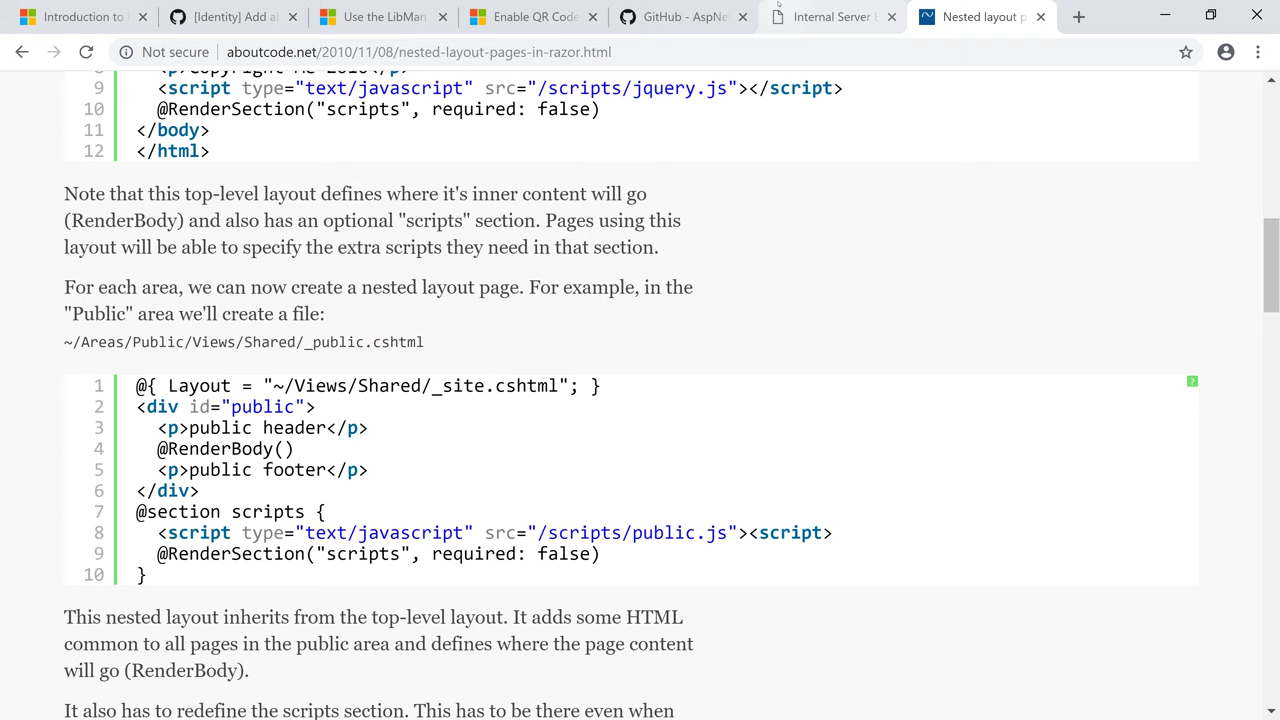 Introduction to
[Identity] Add al
Use the LibMan
Enable QR Code
GitHub - AspNe
Internal Server E
Nested layout p
Not secure
aboutcode.net/2010/11/08/nested-layout-pages-in-razor.html
8 <p>Copyright Me 2010</p>
9 <script type="text/javascript" src="/scripts/jquery.js"></script>
10 @RenderSection("scripts", required: false)
11 </body>
12 </html>
Note that this top-level layout defines where it's inner content will go
(RenderBody) and also has an optional "scripts" section. Pages using this
layout will be able to specify the extra scripts they need in that section.
For each area, we can now create a nested layout page. For example, in the
"Public" area we'll create a file:
~/Areas/Public/Views/Shared/_public.cshtml
1 @{ Layout = "~/Views/Shared/_site.cshtml"; }
?
2 <div id="public">
3 <p>public header</p>
4 @RenderBody()
5 <p>public footer</p>
6 </div>
7 @section scripts {
8 <script type="text/javascript" src="/scripts/public.js"><script>
9 @RenderSection("scripts", required: false)
10 }
This nested layout inherits from the top-level layout. It adds some HTML
common to all pages in the public area and defines where the page content
will go (RenderBody).
It also has to redefine the scripts section. This has to be there even when